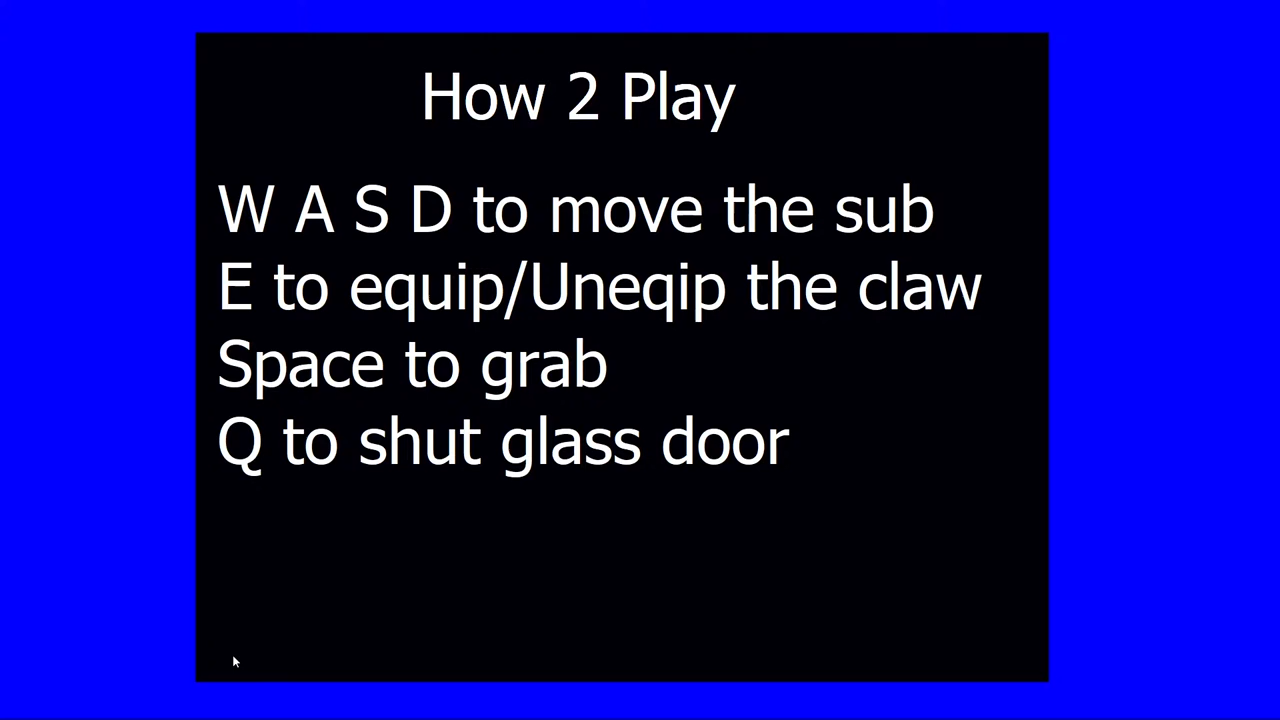 How 2 Play
W A S D to move the sub
E to equip/Uneqip the claw
Space to grab
Q to shut glass door